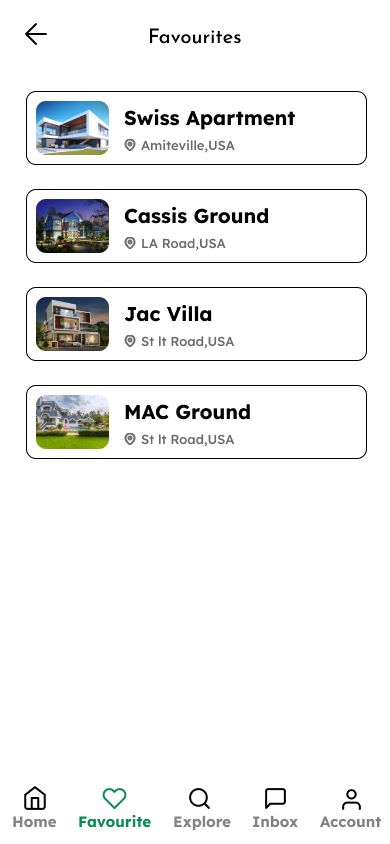 Favourites
Swiss Apartment
Amiteville,USA
Cassis Ground
LA Road,USA
Jac Villa
St lt Road,USA
MAC Ground
St lt Road,USA
Home Favourite Explore Inbox Account